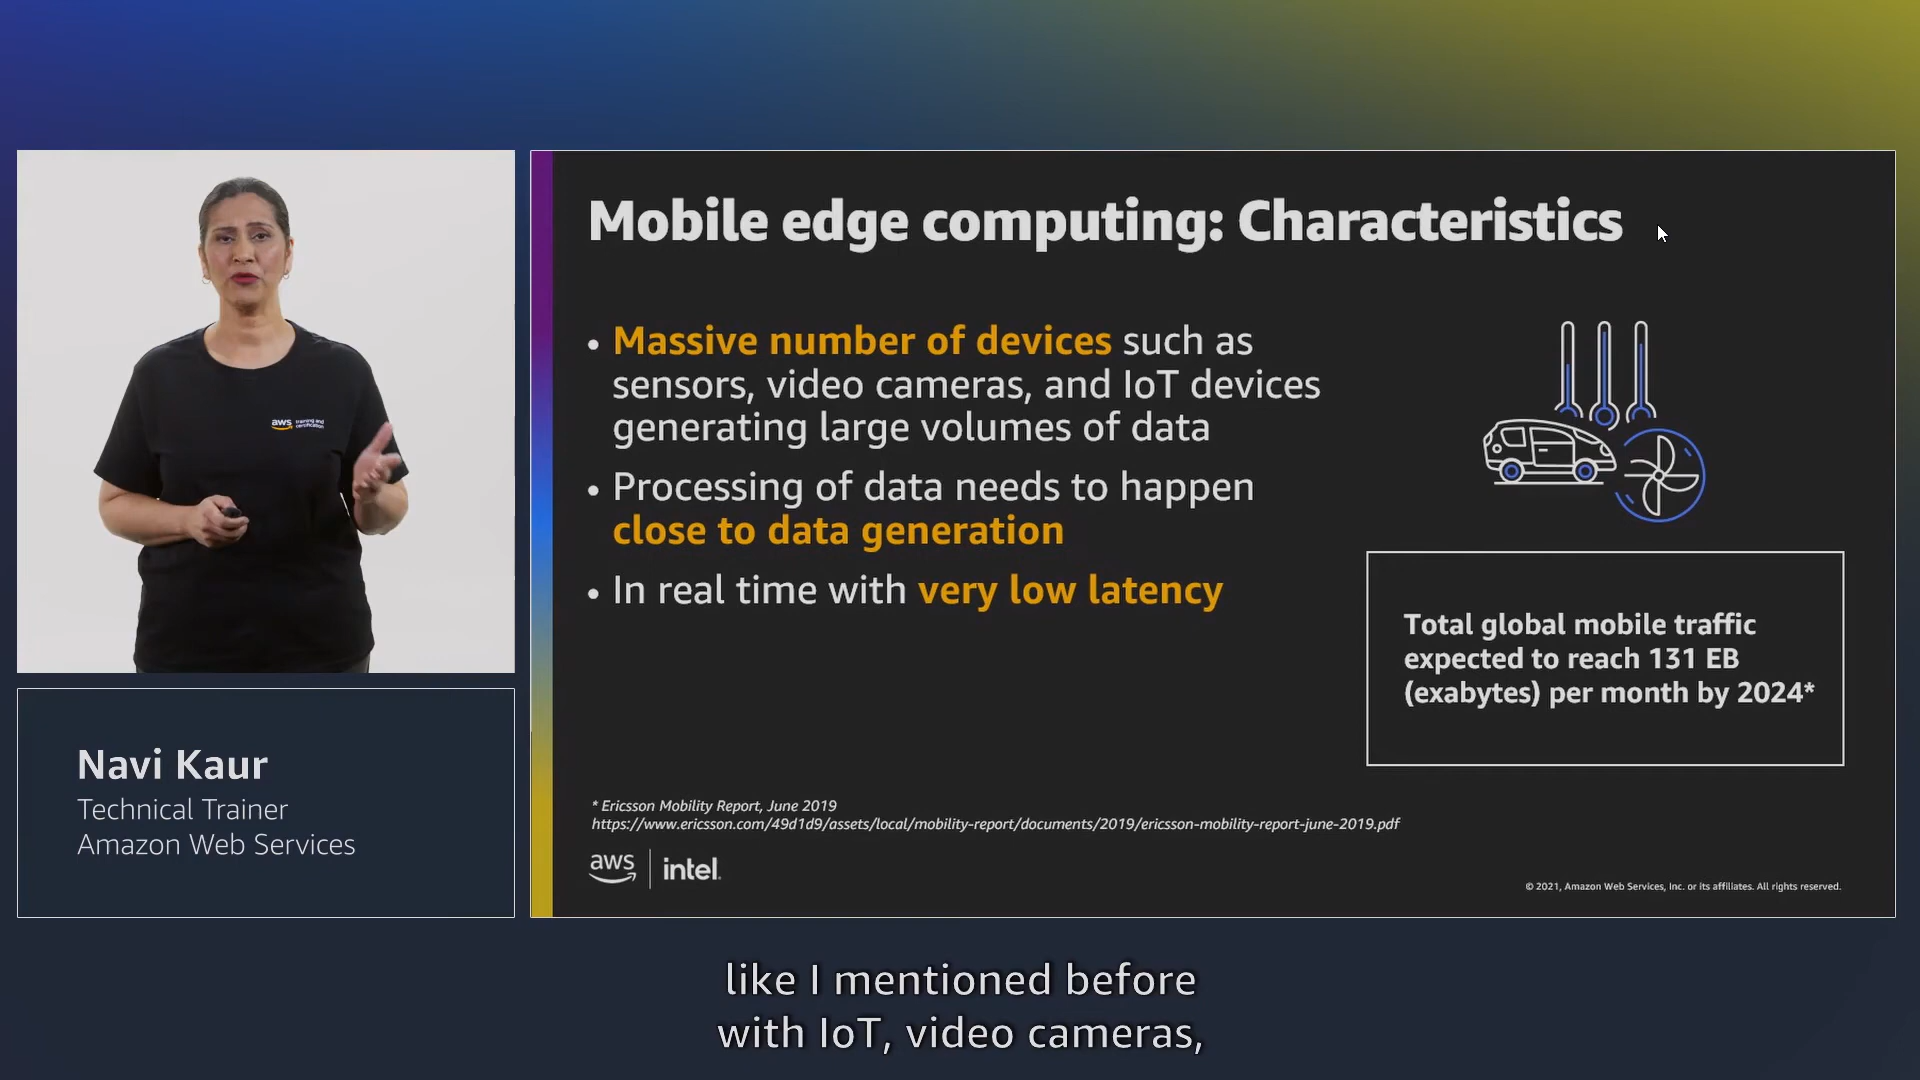 aws training and
certification
Navi Kaur
Technical Trainer
Amazon Web Services
Mobile edge computing: Characteristics
• Massive number of devices such as
sensors, video cameras, and IoT devices
generating large volumes of data
• Processing of data needs to happen
close to data generation
• In real time with very low latency
Total global mobile traffic
expected to reach 131 EB
(exabytes) per month by 2024*
* Ericsson Mobility Report, June 2019
https://www.ericsson.com/49d1d9/assets/local/mobility-report/documents/2019/ericsson-mobility-report-june-2019.pdf
aws intel.
© 2021, Amazon Web Services, Inc. or its affiliates. All rights reserved.
like I mentioned before
with IoT, video cameras,